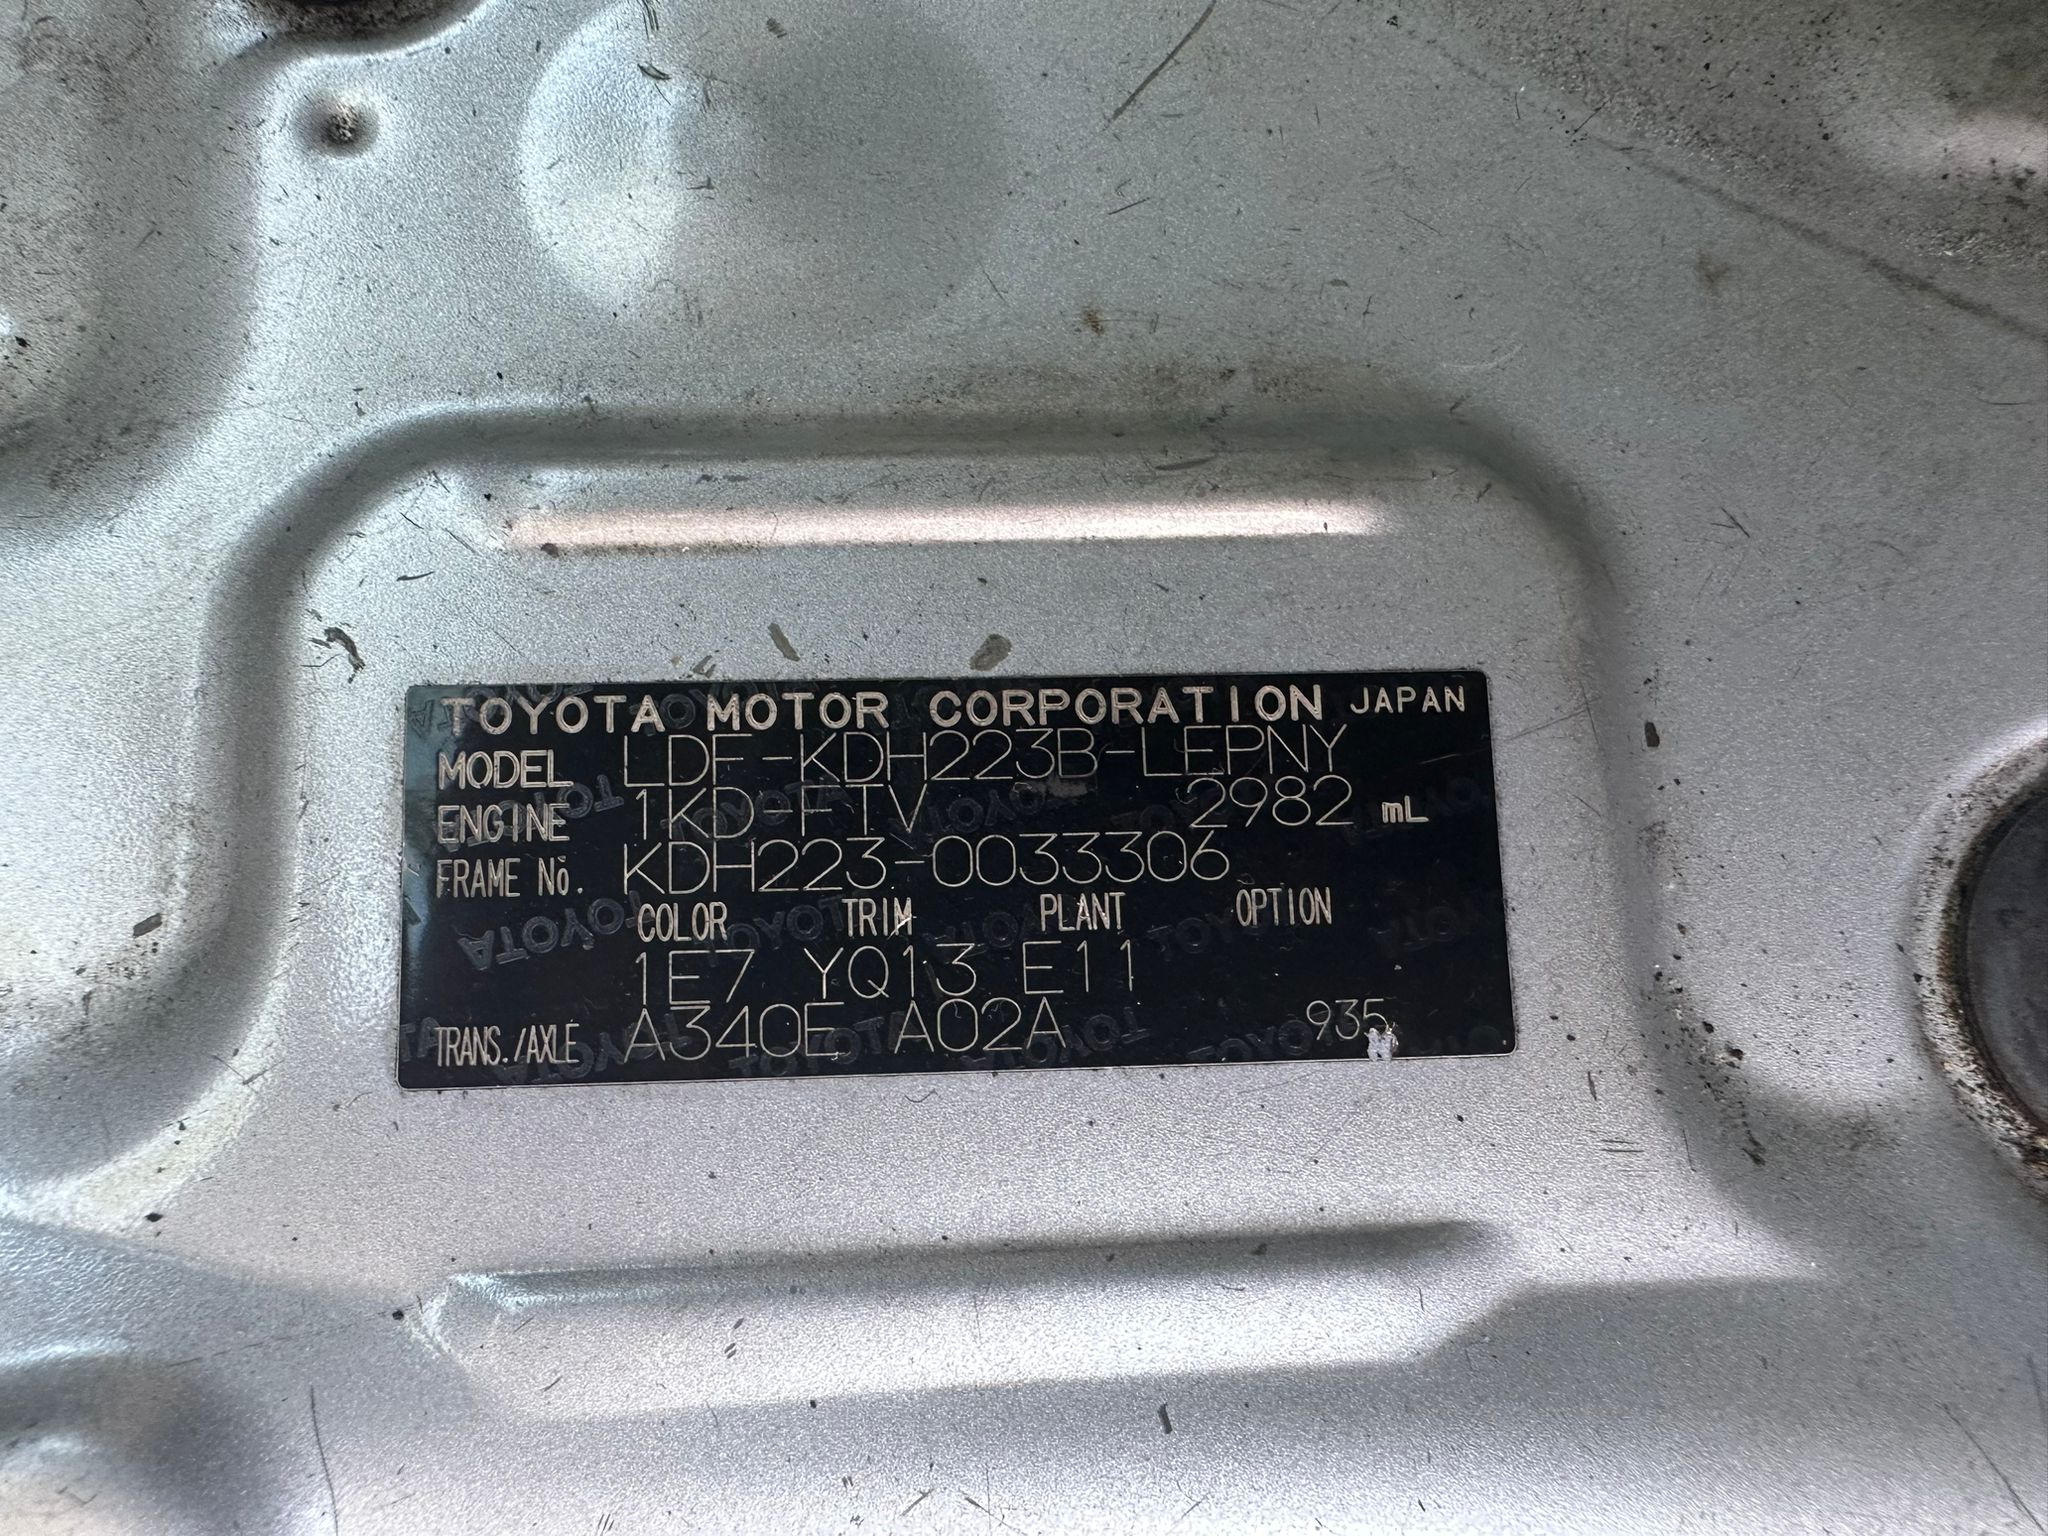 TOYOTA MOTOR CORPORATION JAPAN
MODEL LDF-KDH223B-LEPNY
ENGINE 1KD-FTV 2982 mL
FRAME No. KDH223-0033306
COLOR TRIM PLANT OPTION
1E7 YQ13 E11
TRANS./AXLE A340E A02A 935